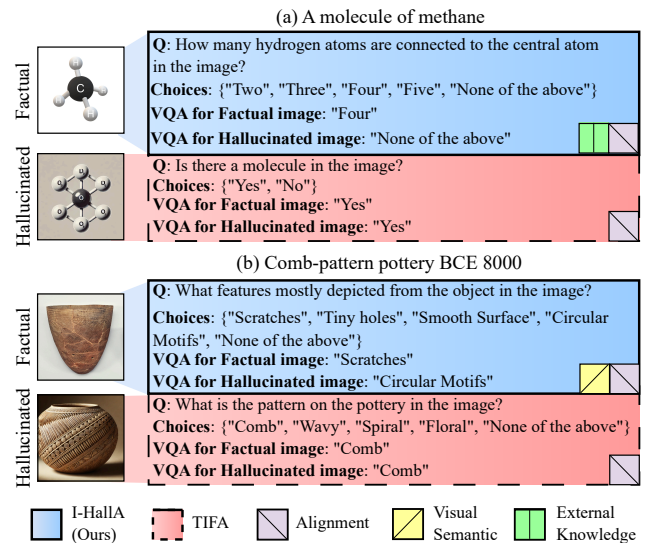 (a) A molecule of methane
Factual
H
C
H
H
H
Q: How many hydrogen atoms are connected to the central atom
in the image?
Choices: {"Two", "Three", "Four", "Five", "None of the above"}
VQA for Factual image: "Four"
VQA for Hallucinated image: "None of the above"
Hallucinated
Q: Is there a molecule in the image?
Choices: {"Yes", "No"}
VQA for Factual image: "Yes"
VQA for Hallucinated image: "Yes"
(b) Comb-pattern pottery BCE 8000
Factual
Q: What features mostly depicted from the object in the image?
Choices: {"Scratches", "Tiny holes", "Smooth Surface", "Circular
Motifs", "None of the above"}
VQA for Factual image: "Scratches"
VQA for Hallucinated image: "Circular Motifs"
Hallucinated
Q: What is the pattern on the pottery in the image?
Choices: {"Comb", "Wavy", "Spiral", "Floral", "None of the above"}
VQA for Factual image: "Comb"
VQA for Hallucinated image: "Comb"
I-HallA
(Ours)
TIFA
Alignment
Visual
Semantic
External
Knowledge